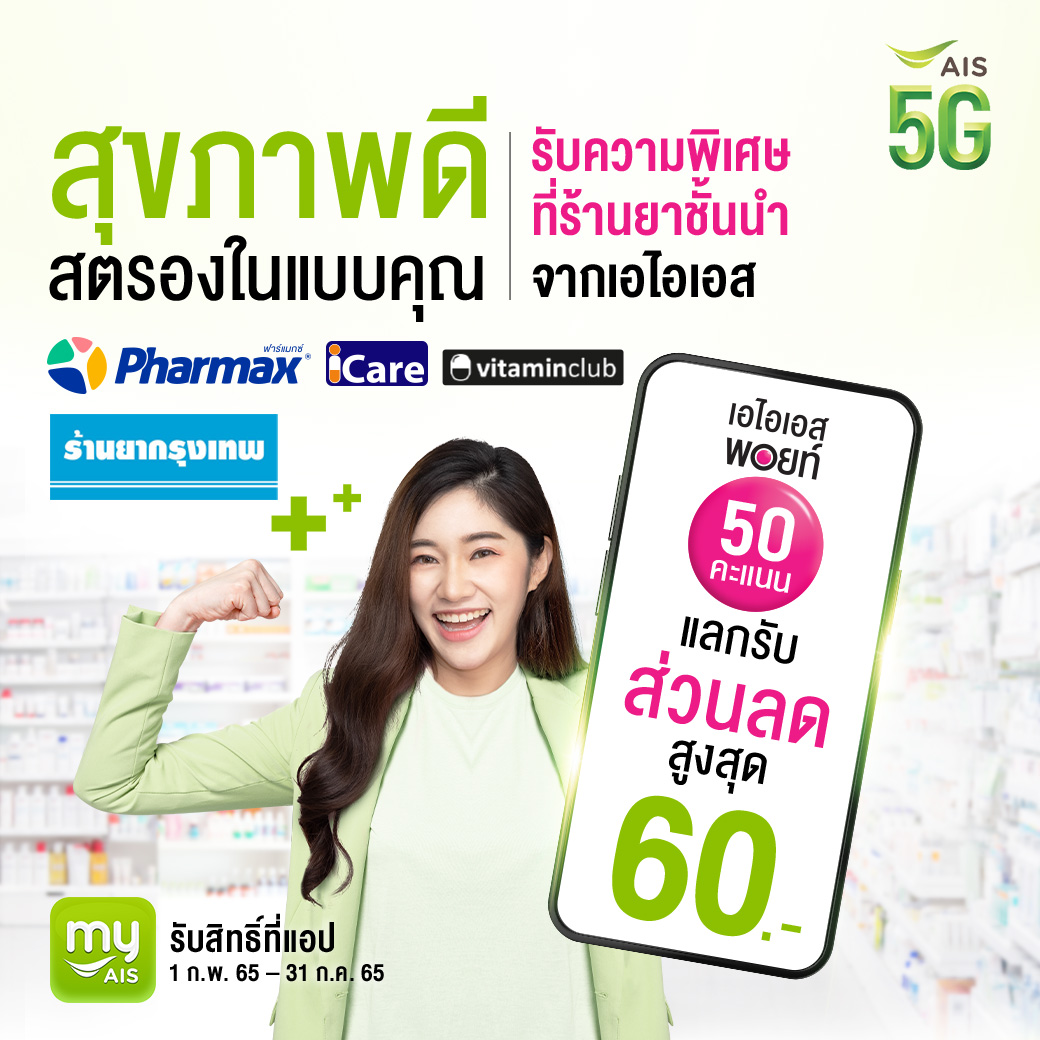 AIS
5G
สุขภาพดี
สตรองในแบบคุณ
รับความพิเศษ
ที่ร้านยาชั้นนำ
จากเอไอเอส
ฟาร์แมกซ์
Pharmax®
iCare
vitaminclub
ร้านยากรุงเทพ
เอไอเอส
พอยท์
50
คะแนน
แลกรับ
ส่วนลด
สูงสุด
60.-
my
AIS
รับสิทธิ์ที่แอป
1 ก.พ. 65 – 31 ก.ค. 65